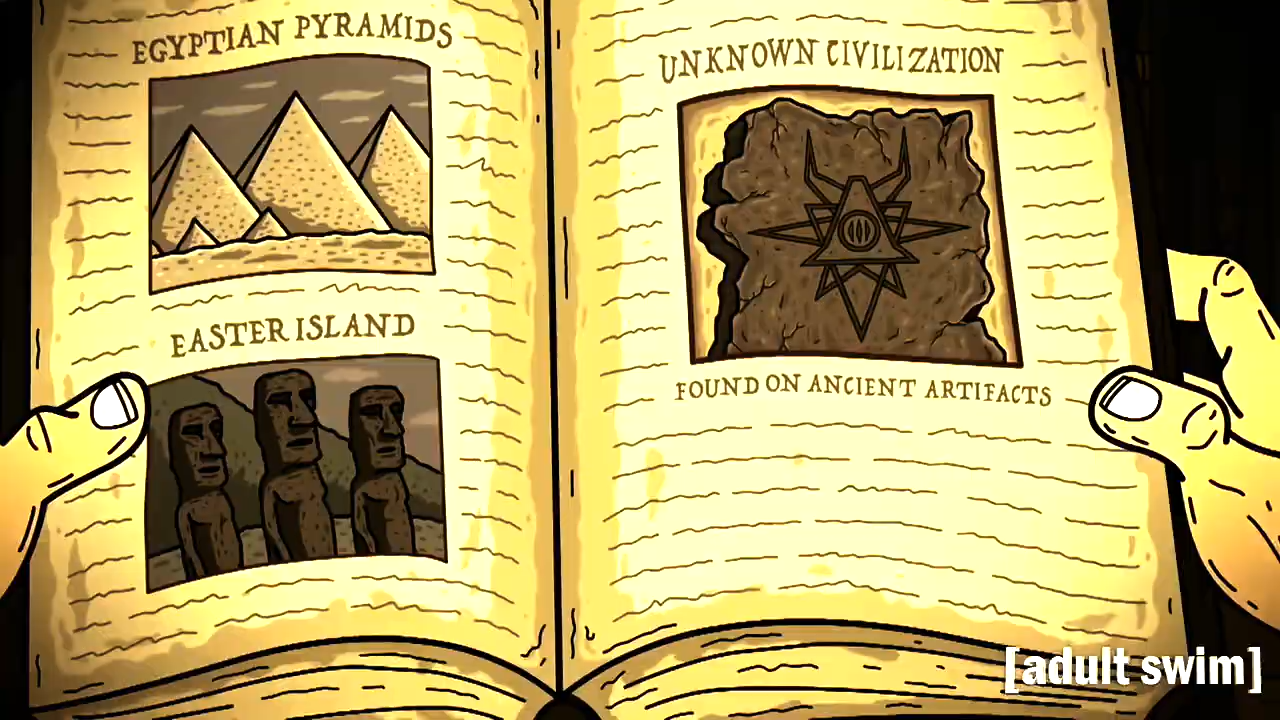 EGYPTIAN PYRAMIDS
EASTER ISLAND
UNKNOWN CIVILIZATION
FOUND ON ANCIENT ARTIFACTS
[adult swim]